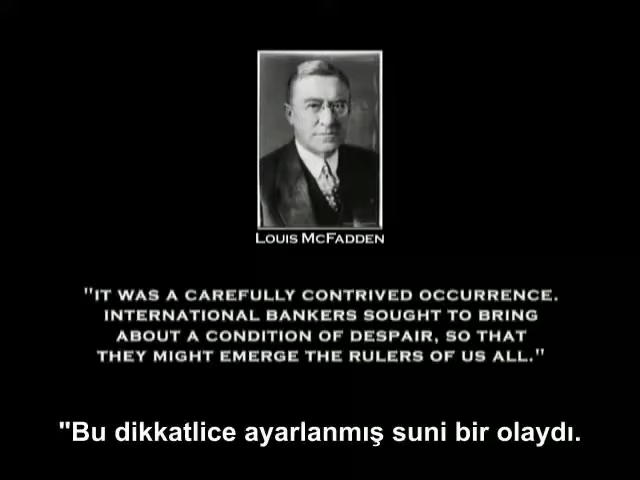 LOUIS MCFADDEN
"IT WAS A CAREFULLY CONTRIVED OCCURRENCE.
INTERNATIONAL BANKERS SOUGHT TO BRING
ABOUT A CONDITION OF DESPAIR, SO THAT
THEY MIGHT EMERGE THE RULERS OF US ALL."
"Bu dikkatlice ayarlanmış suni bir olaydı.